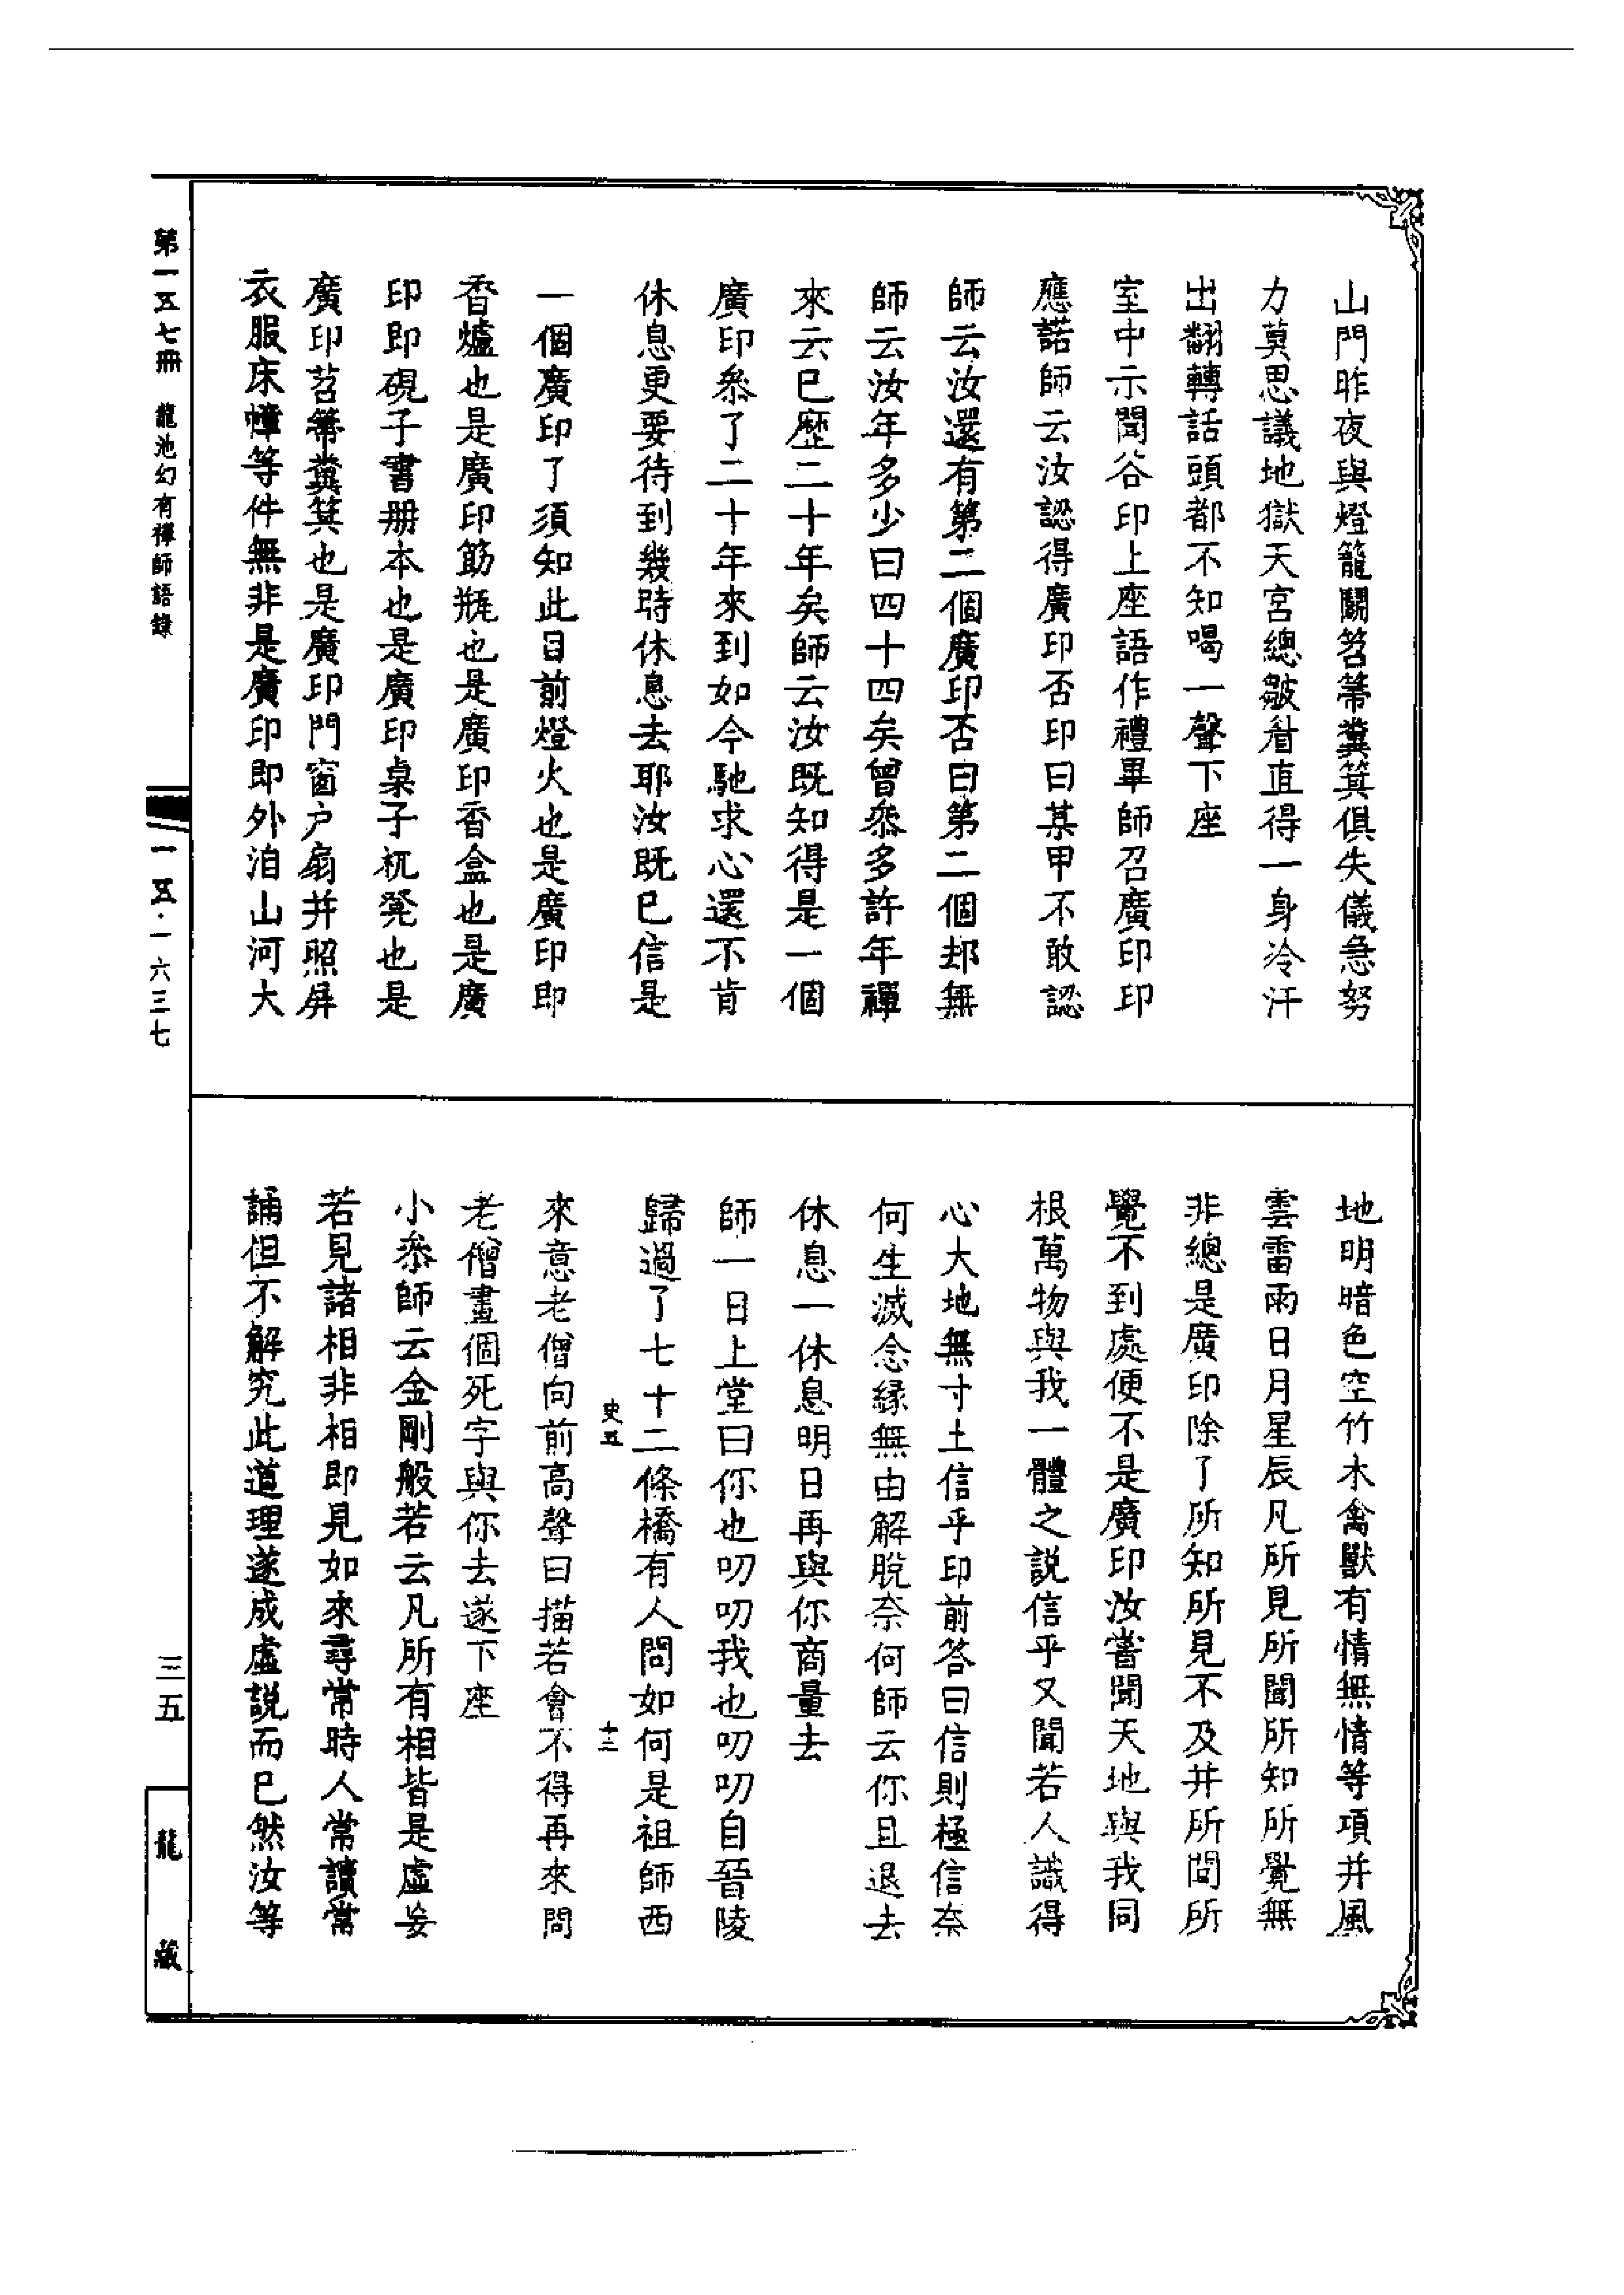 山門昨夜與燈籠鬭笤箒糞箕俱失儀急努
力莫思議地獄天宮總皺眉直得一身冷汗
出翻轉話頭都不知喝一聲下座
室中示聞谷印上座語作禮畢師召廣印印
應諾師云汝認得廣印否印曰某甲不敢認
師云汝還有第二個廣印否曰第二個却無
師云汝年多少曰四十四矣曾叅多許年禪
來云已歷二十年矣師云汝既知得是一個
廣印叅了二十年來到如今馳求心還不肯
休息更要待到幾時休息去耶汝既已信是
一個廣印了須知此目前燈火也是廣印即
香爐也是廣印筯瓶也是廣印香盒也是廣
印即硯子書册本也是廣印桌子杌凳也是
廣印笤箒糞箕也是廣印門窗户扇并照屏
衣服床幃等件無非是廣印即外洎山河大
地明暗色空竹木禽獸有情無情等項并風
雲雷雨日月星辰凡所見所聞所知所覺無
非總是廣印除了所知所見不及并所聞所
覺不到處便不是廣印汝嘗聞天地與我同
根萬物與我一體之説信乎又聞若人識得
心大地無寸土信乎印前答曰信則極信奈
何生滅念緣無由解脫奈何師云你且退去
休息一休息明日再與你商量去
師一日上堂曰你也叨叨我也叨叨自晉陵
歸過了七十二條橋有人問如何是祖師西
史五
十三
來意老僧向前高聲曰描若會不得再來問
老僧畫個死字與你去遂下座
小叅師云金剛般若云凡所有相皆是虛妄
若見諸相非相即見如來尋常時人常讀常
誦但不解究此道理遂成虛説而已然汝等
第一五七冊 龍池幻有禪師語錄
一五·一六三七
三五
龍藏